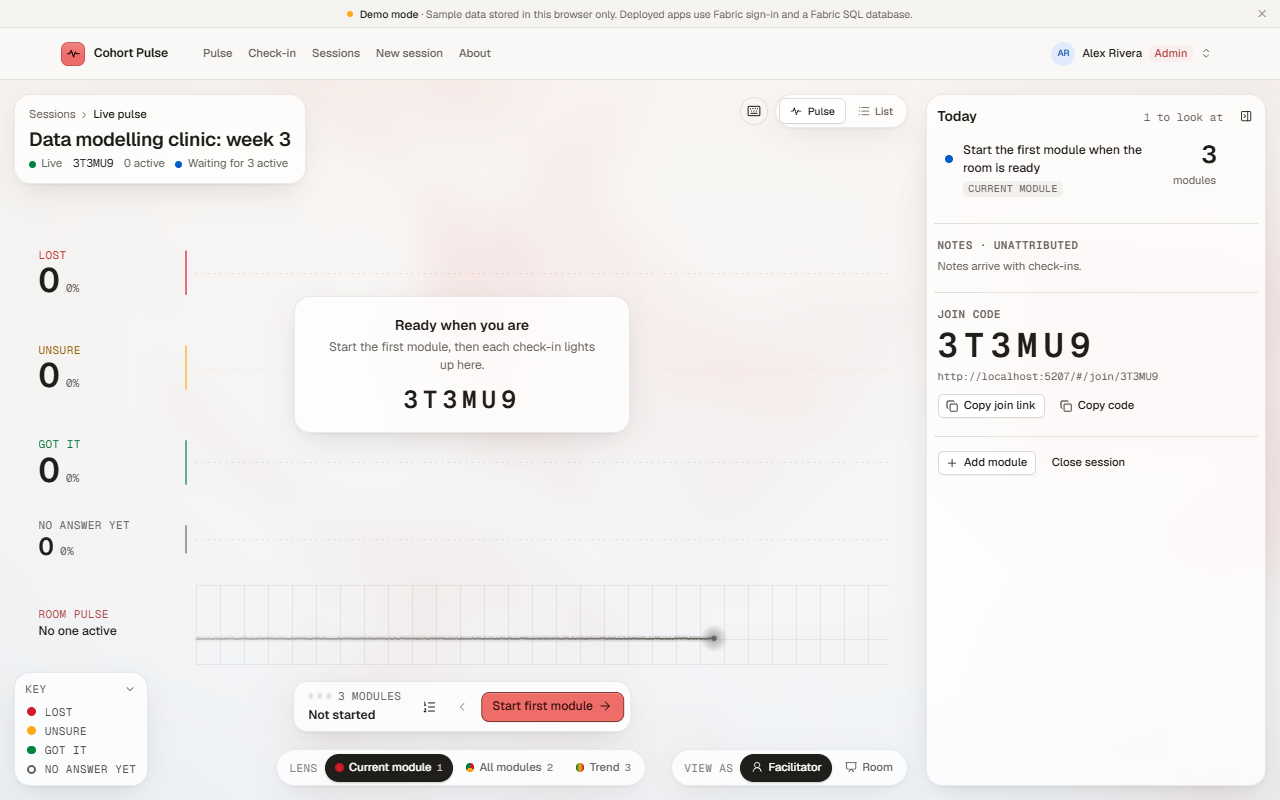 Demo mode · Sample data stored in this browser only. Deployed apps use Fabric sign-in and a Fabric SQL database.
Cohort Pulse
Pulse
Check-in
Sessions
New session
About
AR
Alex Rivera
Admin
Sessions › Live pulse
Data modelling clinic: week 3
Live 3T3MU9 0 active Waiting for 3 active
Pulse
List
LOST
0 0%
UNSURE
0 0%
GOT IT
0 0%
NO ANSWER YET
0 0%
ROOM PULSE
No one active
Ready when you are
Start the first module, then each check-in lights
up here.
3T3MU9
KEY
LOST
UNSURE
GOT IT
NO ANSWER YET
3 MODULES
Not started
Start first module
LENS
Current module 1
All modules 2
Trend 3
VIEW AS
Facilitator
Room
Today
1 to look at
Start the first module when the
room is ready
CURRENT MODULE
3
modules
NOTES · UNATTRIBUTED
Notes arrive with check-ins.
JOIN CODE
3T3MU9
http://localhost:5207/#/join/3T3MU9
Copy join link
Copy code
Add module
Close session